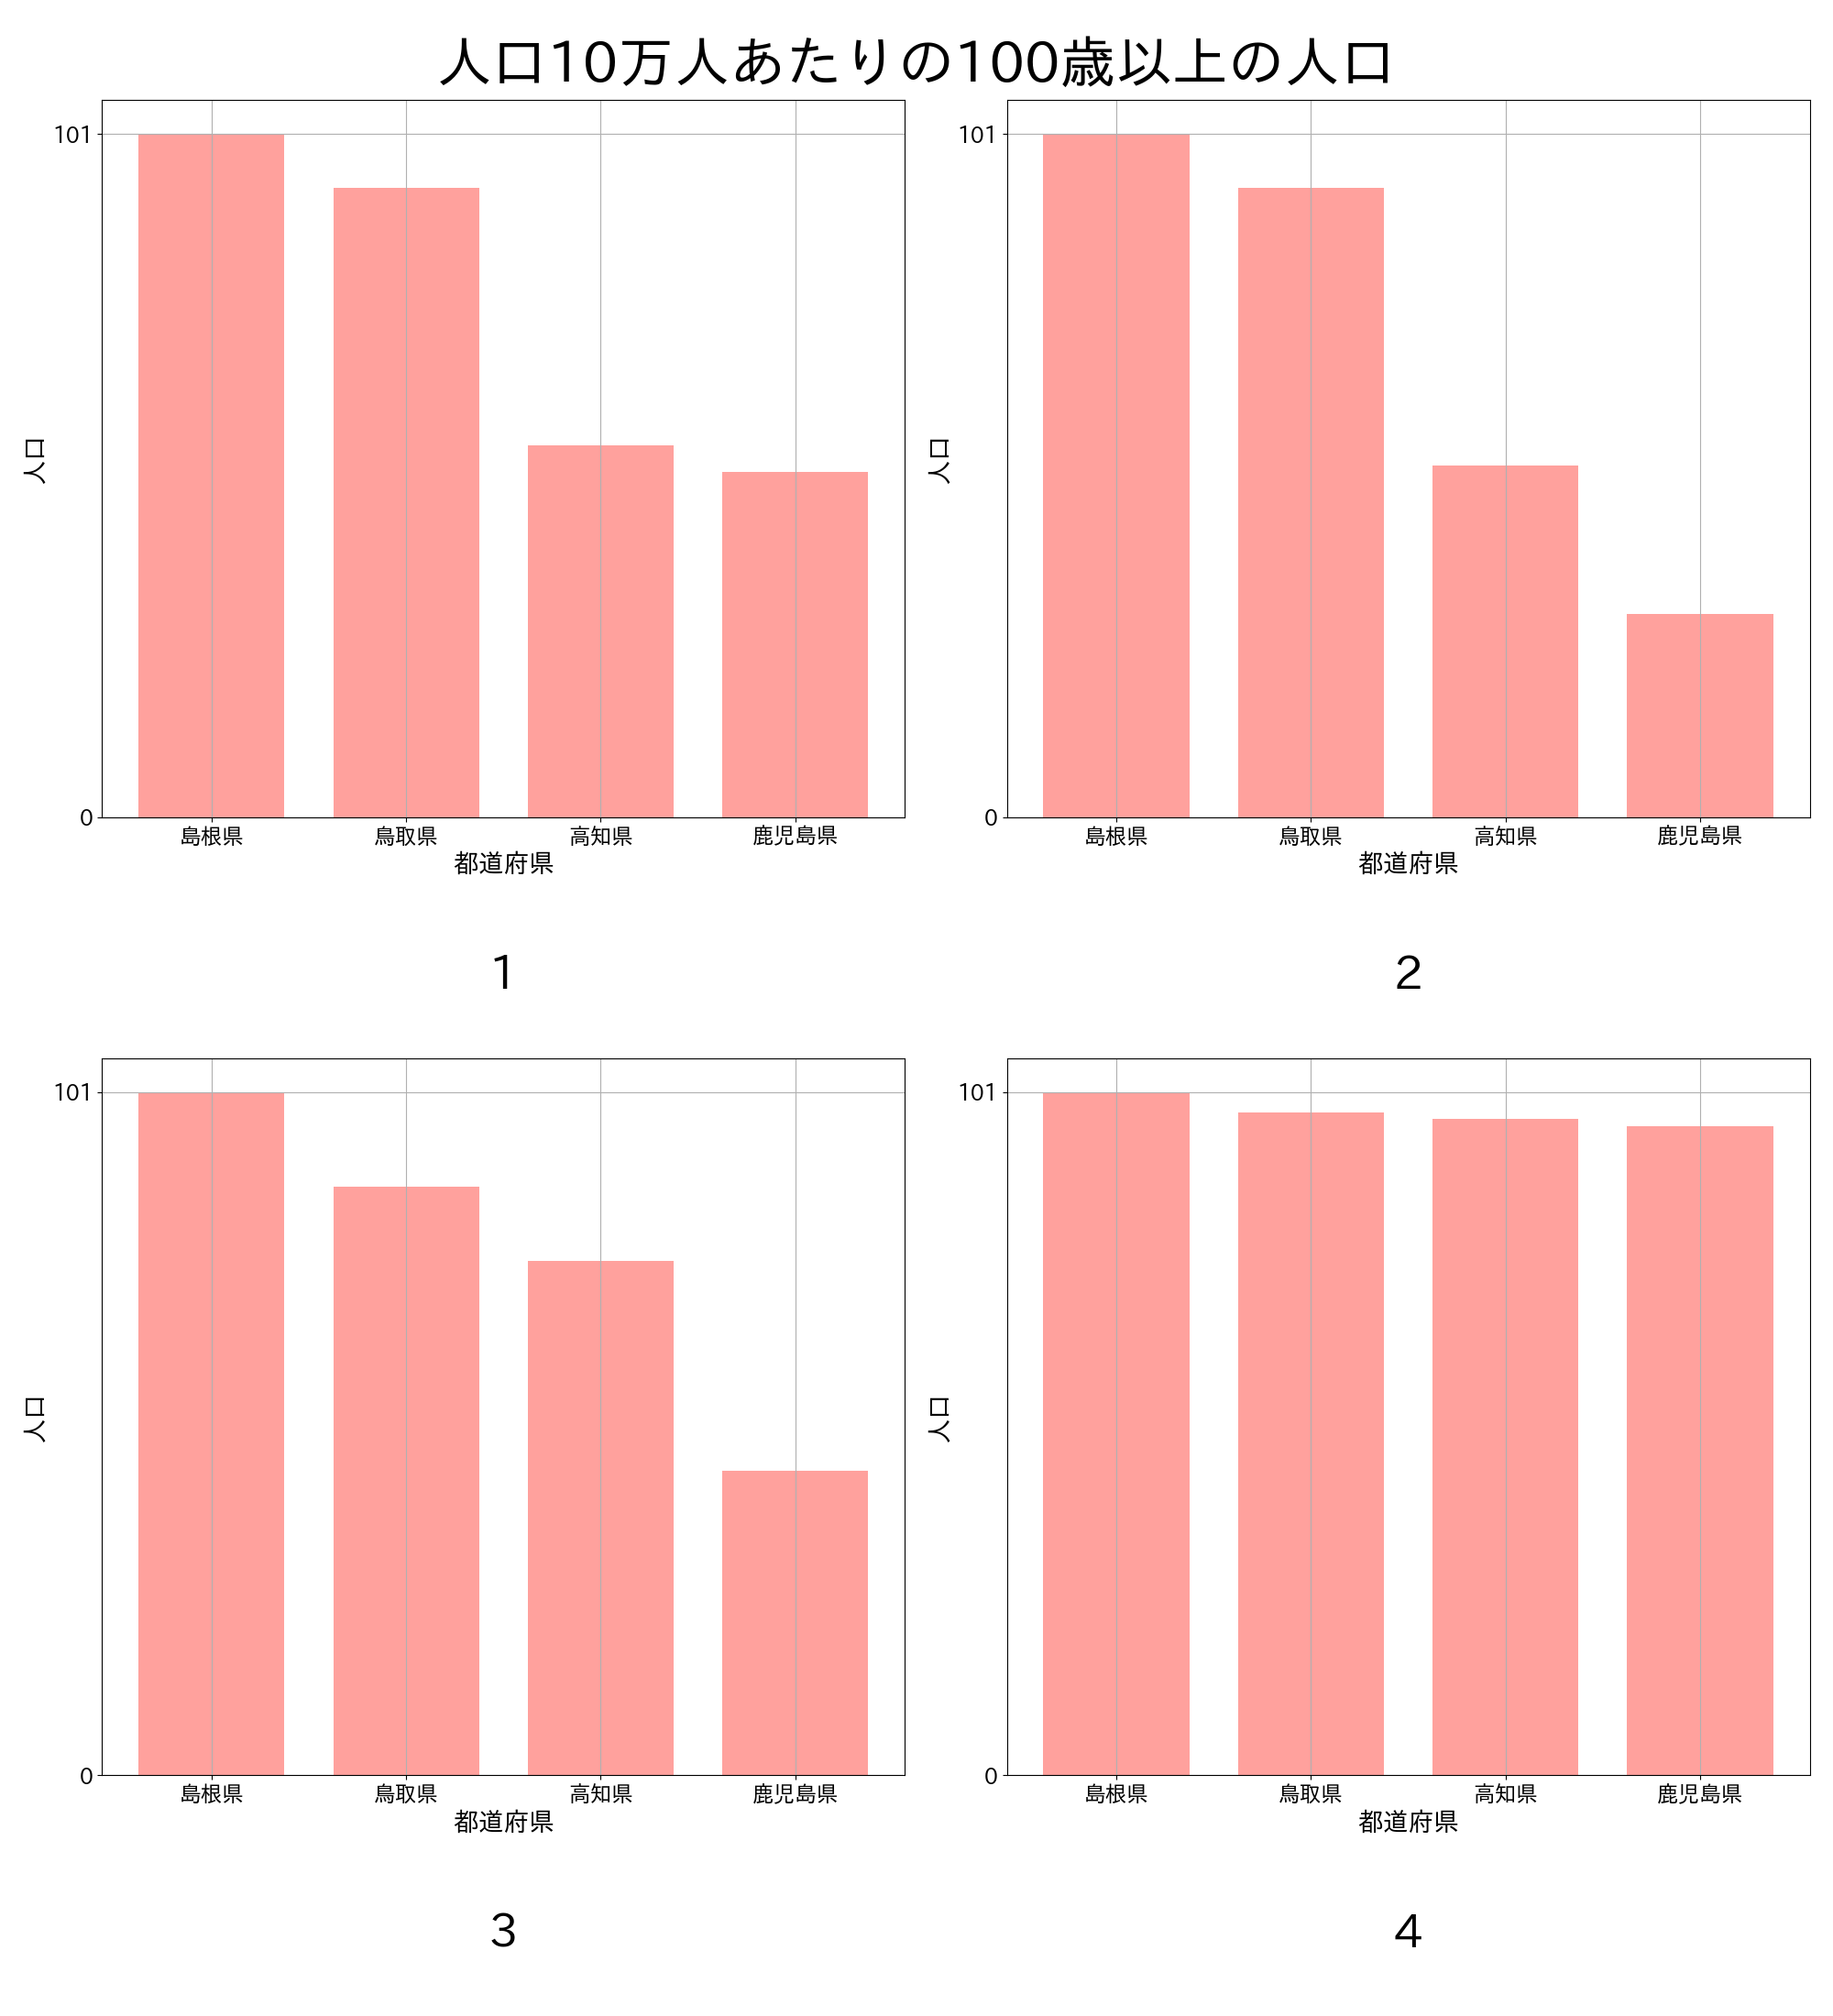 人口10万人あたりの100歳以上の人口
人口
101
0
島根県 鳥取県 高知県 鹿児島県
都道府県
1
人口
101
0
島根県 鳥取県 高知県 鹿児島県
都道府県
2
人口
101
0
島根県 鳥取県 高知県 鹿児島県
都道府県
3
人口
101
0
島根県 鳥取県 高知県 鹿児島県
都道府県
4